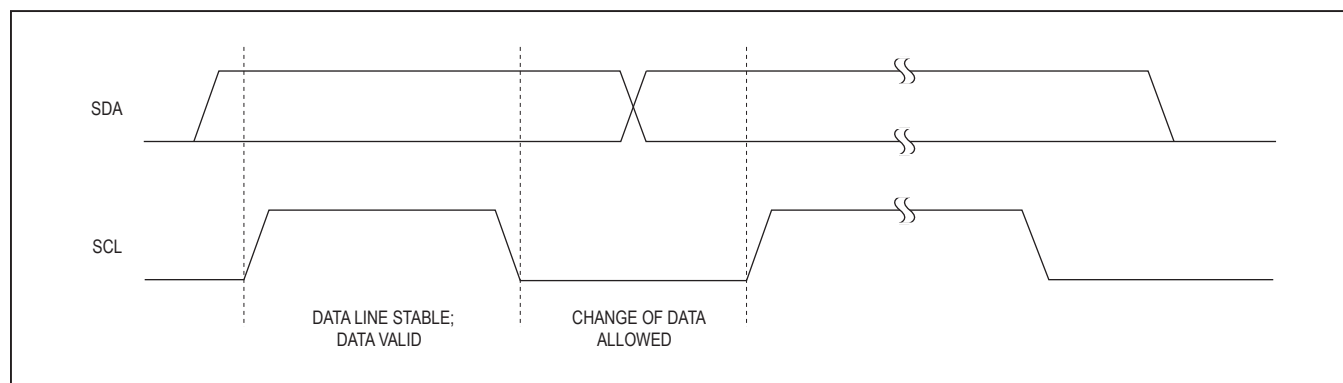 SDA
SCL
DATA LINE STABLE;
DATA VALID
CHANGE OF DATA
ALLOWED